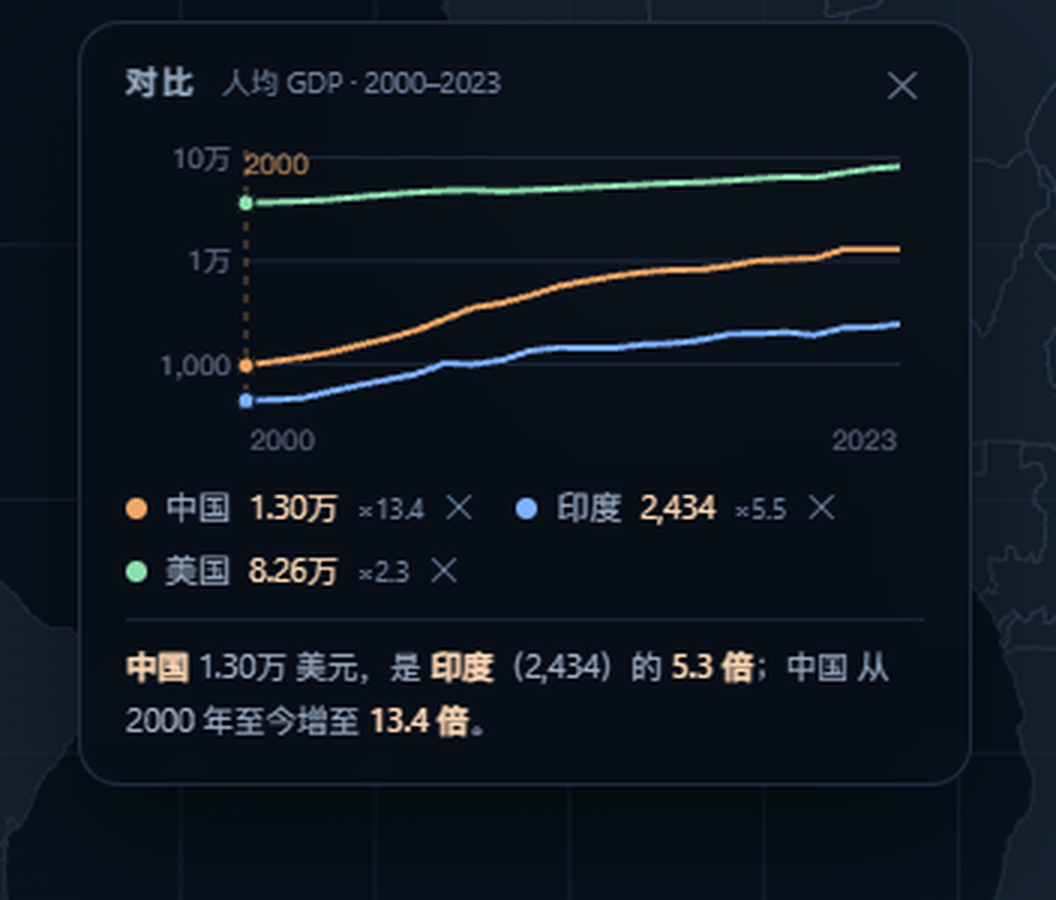 对比 人均 GDP · 2000–2023
10万
2000
1万
1,000
2000 2023
中国 1.30万 ×13.4 × 印度 2,434 ×5.5 ×
美国 8.26万 ×2.3 ×
中国 1.30万 美元，是 印度（2,434）的 5.3 倍；中国 从
2000 年至今增至 13.4 倍。